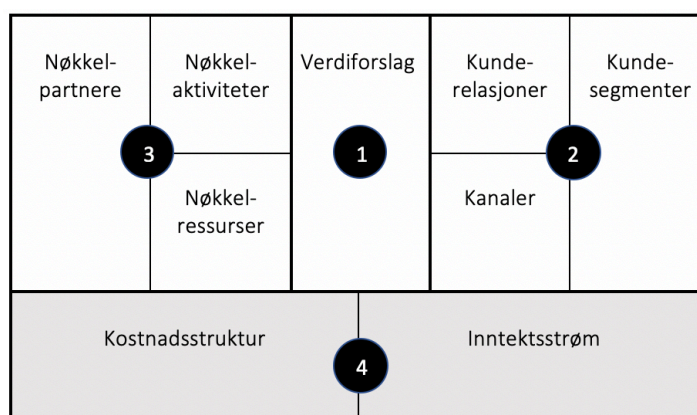 Nøkkel-
partnere
Nøkkel-
aktiviteter
Verdiforslag
Kunde-
relasjoner
Kunde-
segmenter
3
1
2
Nøkkel-
ressurser
Kanaler
Kostnadsstruktur
Inntektsstrøm
4